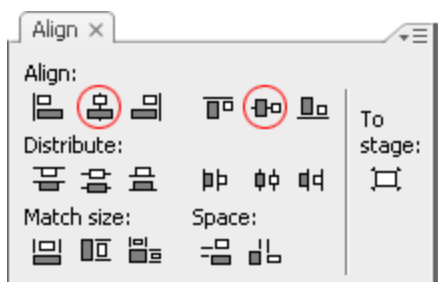 Align ×
Align:
To
stage:
Distribute:
Match size:
Space: